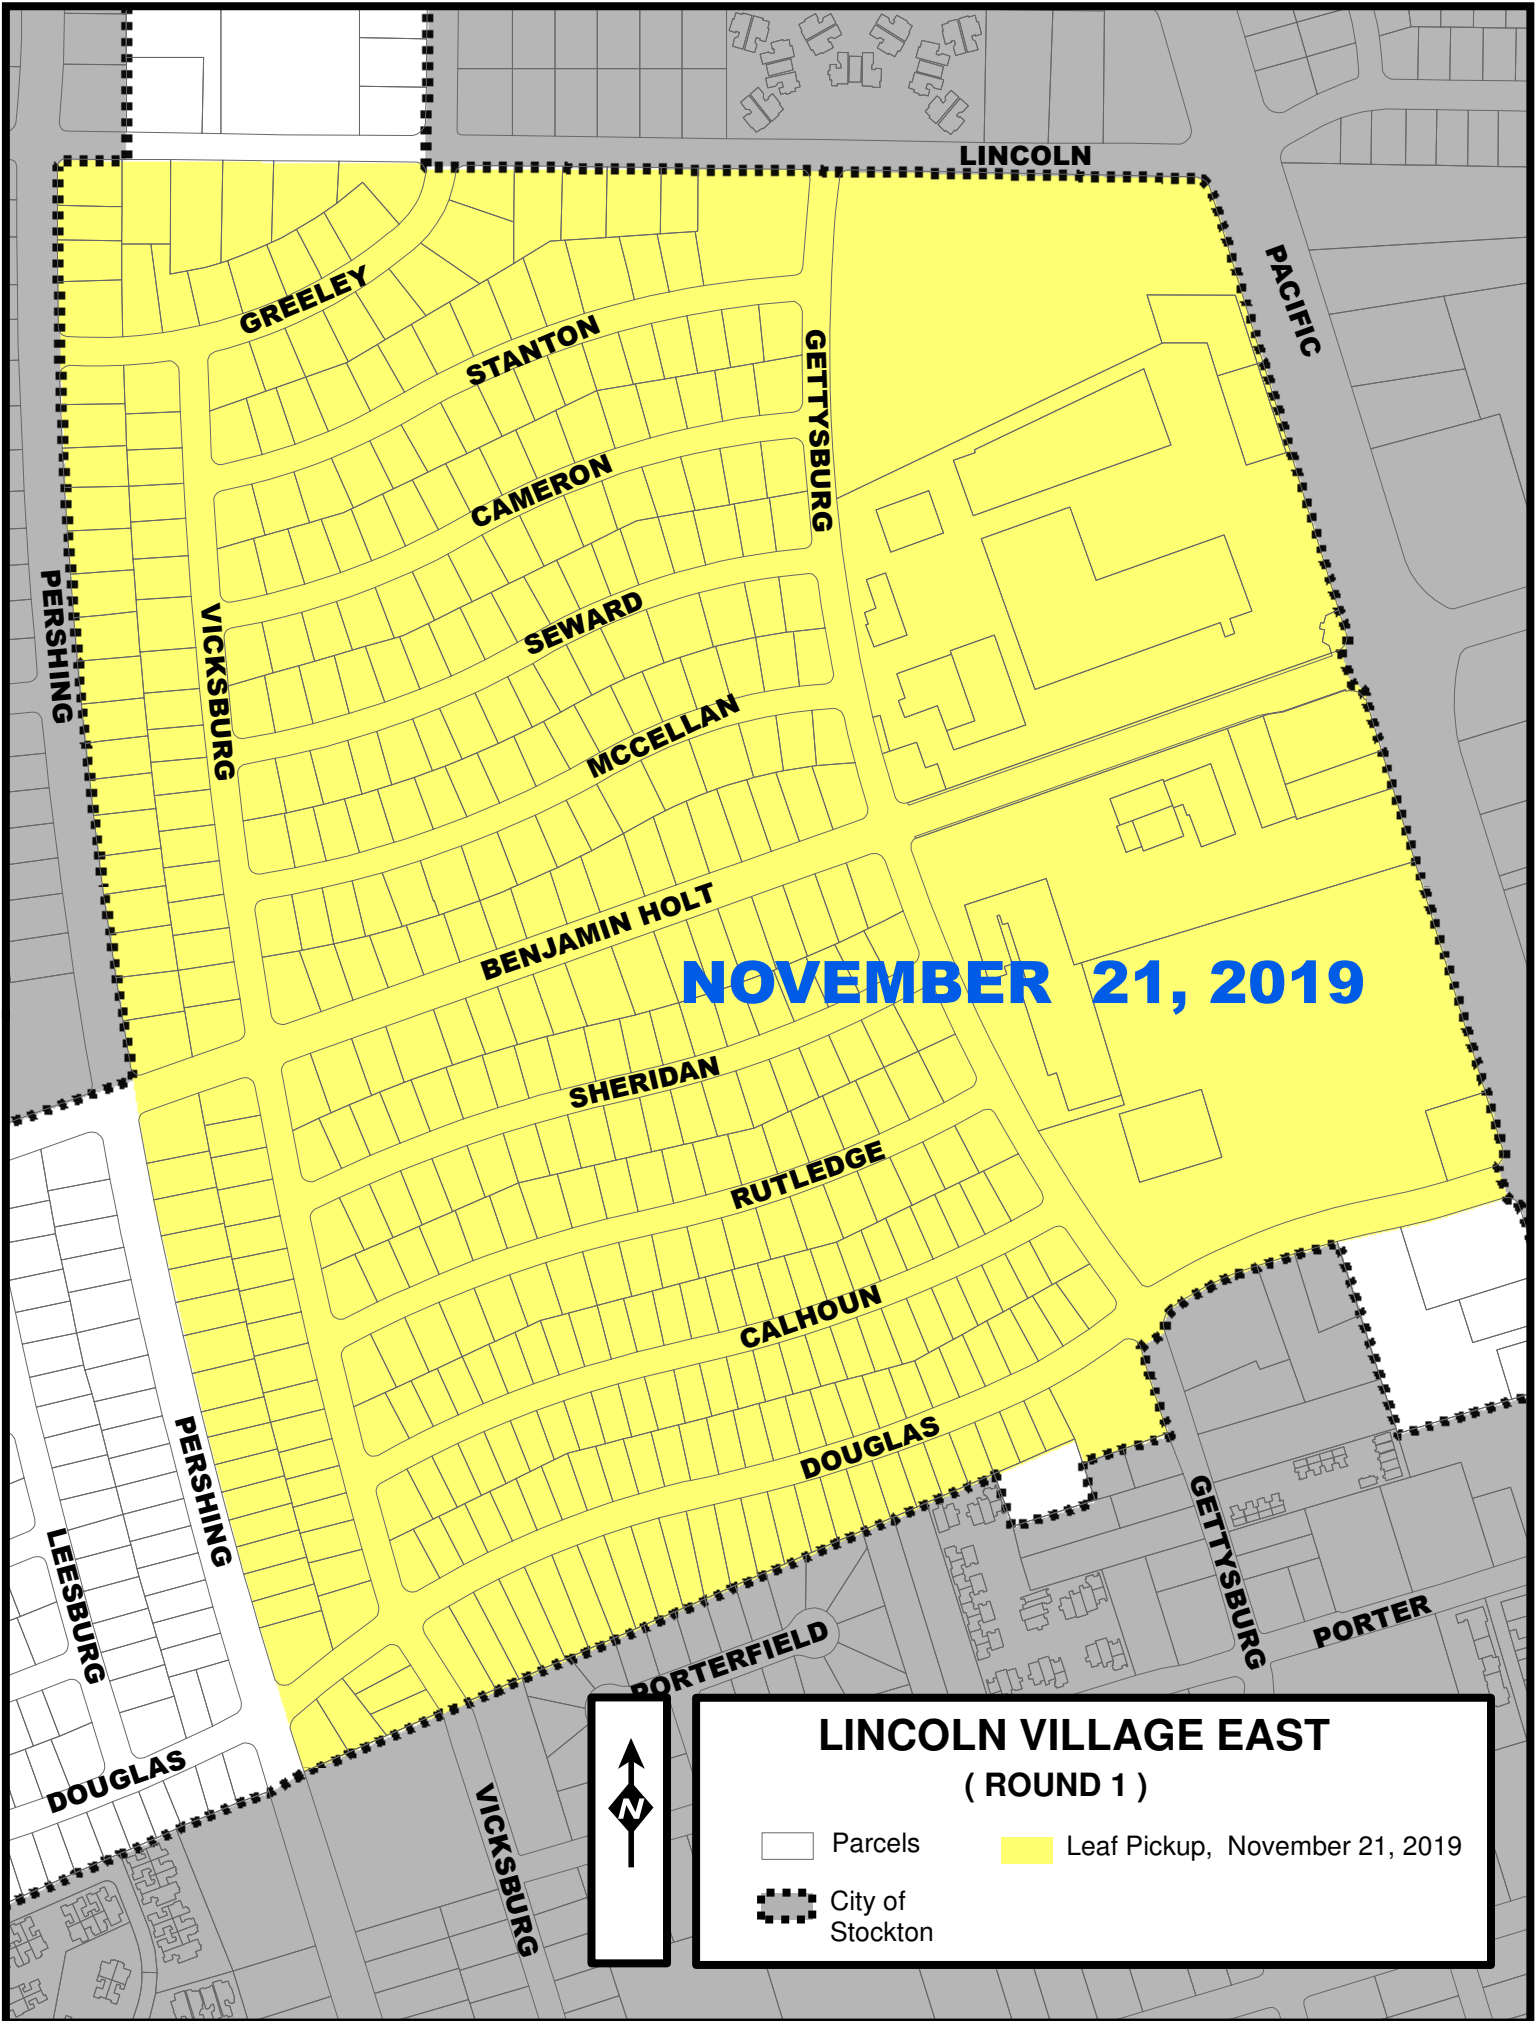 LINCOLN
PACIFIC
GREELEY
STANTON
GETTYSBURG
CAMERON
PERSHING
VICKSBURG
SEWARD
MCCELLAN
BENJAMIN HOLT
NOVEMBER 21, 2019
SHERIDAN
RUTLEDGE
CALHOUN
DOUGLAS
PERSHING
LEESBURG
GETTYSBURG
PORTER
PORTERFIELD
DOUGLAS
VICKSBURG
N
LINCOLN VILLAGE EAST
( ROUND 1 )
Parcels
Leaf Pickup, November 21, 2019
City of
Stockton